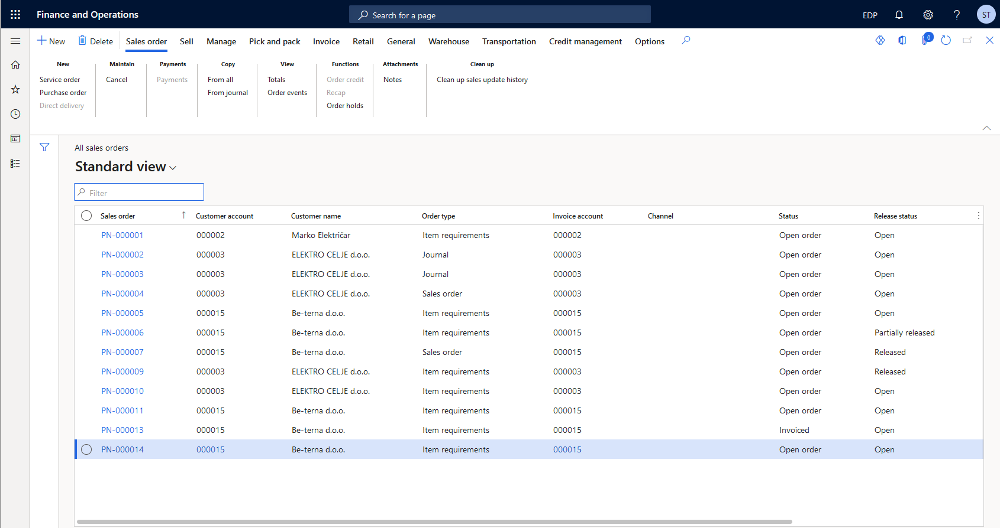 Finance and Operations
Search for a page
EDP
ST
New
Delete
Sales order
Sell
Manage
Pick and pack
Invoice
Retail
General
Warehouse
Transportation
Credit management
Options
0
New
Service order
Purchase order
Direct delivery
Maintain
Cancel
Payments
Payments
Copy
From all
From journal
View
Totals
Order events
Functions
Order credit
Recap
Order holds
Attachments
Notes
Clean up
Clean up sales update history
All sales orders
Standard view
Filter
Sales order Customer account Customer name Order type Invoice account Channel Status Release status
PN-000001 000002 Marko Električar Item requirements 000002 Open order Open
PN-000002 000003 ELEKTRO CELJE d.o.o. Journal 000003 Open order Open
PN-000003 000003 ELEKTRO CELJE d.o.o. Journal 000003 Open order Open
PN-000004 000003 ELEKTRO CELJE d.o.o. Sales order 000003 Open order Open
PN-000005 000015 Be-terna d.o.o. Item requirements 000015 Open order Open
PN-000006 000015 Be-terna d.o.o. Item requirements 000015 Open order Partially released
PN-000007 000015 Be-terna d.o.o. Sales order 000015 Open order Released
PN-000009 000003 ELEKTRO CELJE d.o.o. Item requirements 000003 Open order Released
PN-000010 000003 ELEKTRO CELJE d.o.o. Item requirements 000003 Open order Open
PN-000011 000015 Be-terna d.o.o. Item requirements 000015 Open order Open
PN-000013 000015 Be-terna d.o.o. Item requirements 000015 Invoiced Open
PN-000014 000015 Be-terna d.o.o. Item requirements 000015 Open order Open